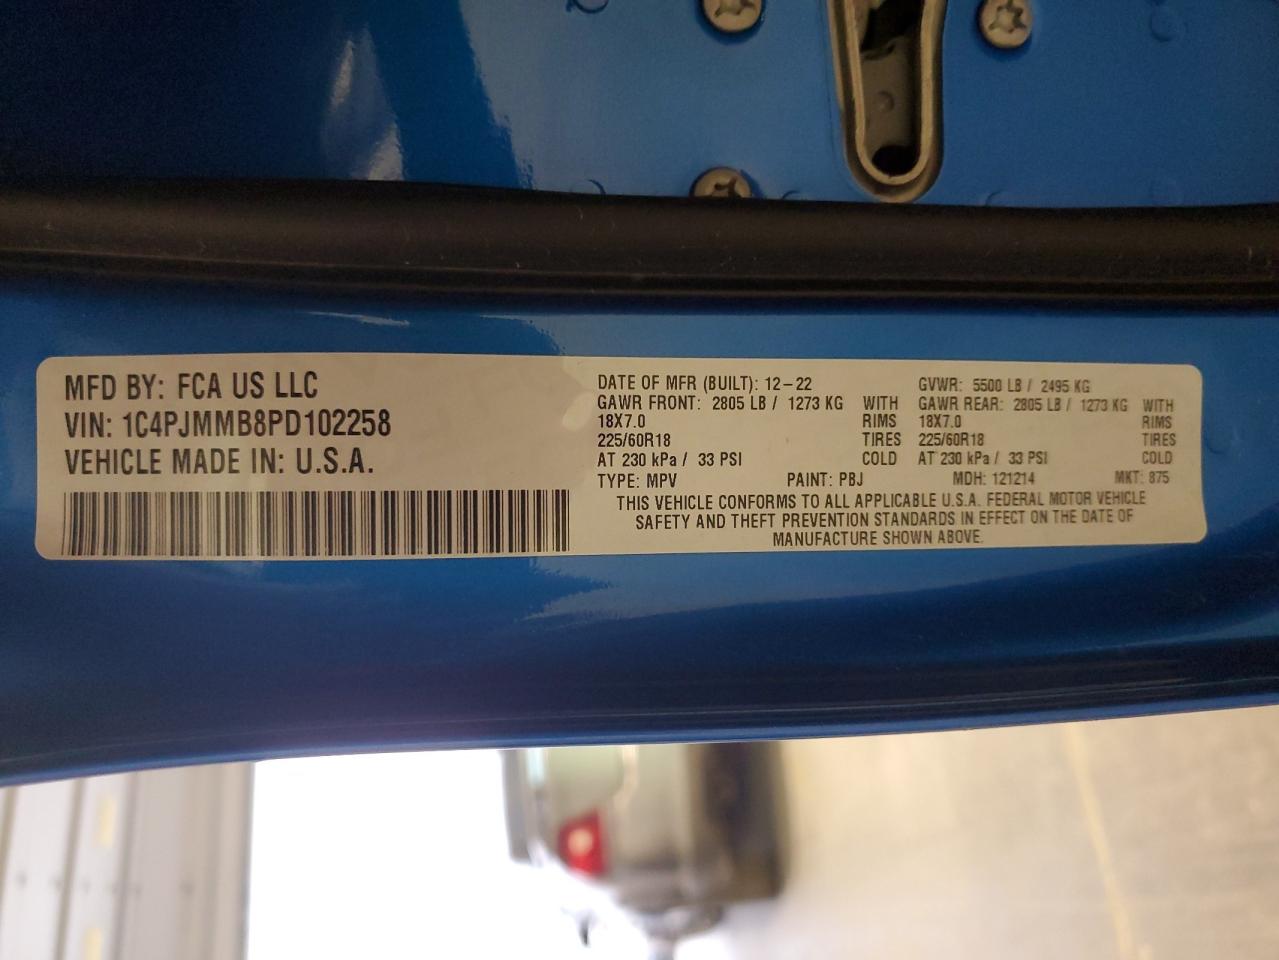 MFD BY: FCA US LLC
VIN: 1C4PJMMB8PD102258
VEHICLE MADE IN: U.S.A.
DATE OF MFR (BUILT): 12-22 GVWR: 5500 LB / 2495 KG
GAWR FRONT: 2805 LB / 1273 KG WITH GAWR REAR: 2805 LB / 1273 KG WITH
18X7.0 RIMS 18X7.0 RIMS
225/60R18 TIRES 225/60R18 TIRES
AT 230 kPa / 33 PSI COLD AT 230 kPa / 33 PSI COLD
TYPE: MPV PAINT: PBJ MDH: 121214 MKT: 875
THIS VEHICLE CONFORMS TO ALL APPLICABLE U.S.A. FEDERAL MOTOR VEHICLE
SAFETY AND THEFT PREVENTION STANDARDS IN EFFECT ON THE DATE OF
MANUFACTURE SHOWN ABOVE.